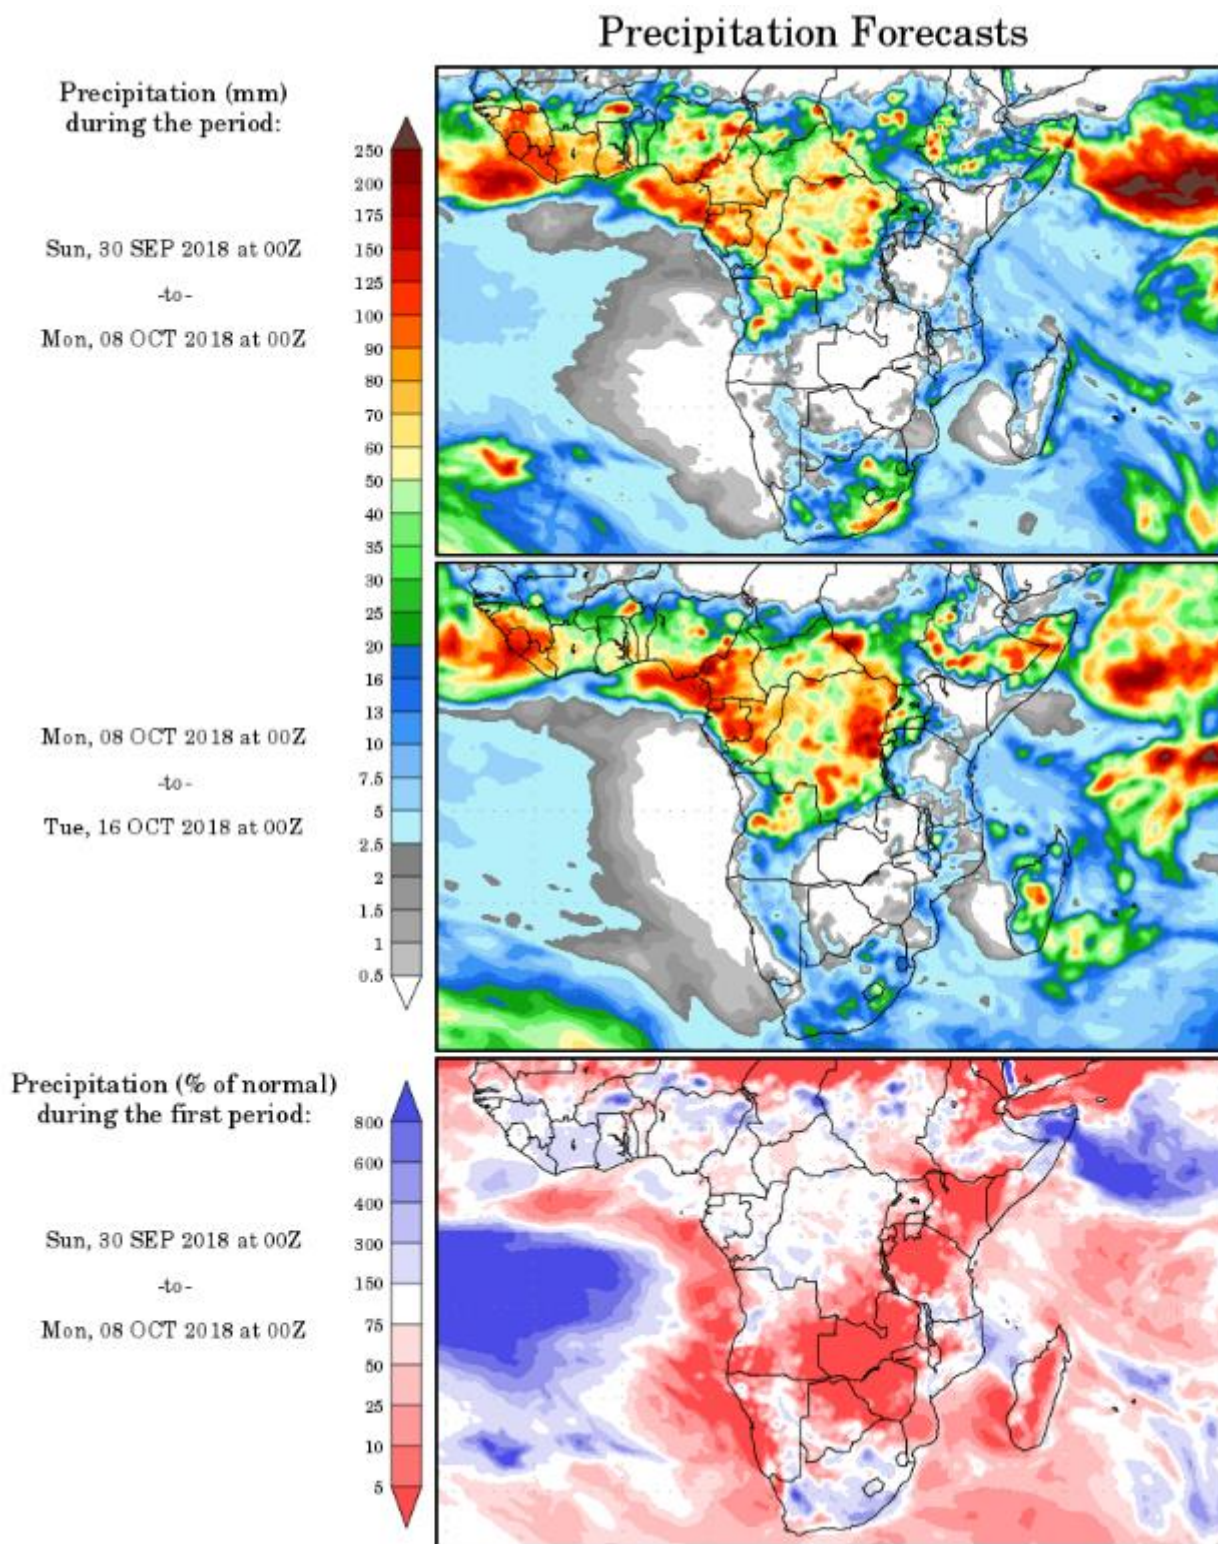 Precipitation Forecasts
Precipitation (mm)
during the period:
250
200
175
150
125
100
90
80
70
60
50
40
35
30
25
20
16
13
10
7.5
5
2.5
2
1.5
1
0.5
Sun, 30 SEP 2018 at 00Z
-to-
Mon, 08 OCT 2018 at 00Z
Mon, 08 OCT 2018 at 00Z
-to-
Tue, 16 OCT 2018 at 00Z
Precipitation (% of normal)
during the first period:
800
600
400
300
150
75
50
25
10
5
Sun, 30 SEP 2018 at 00Z
-to-
Mon, 08 OCT 2018 at 00Z